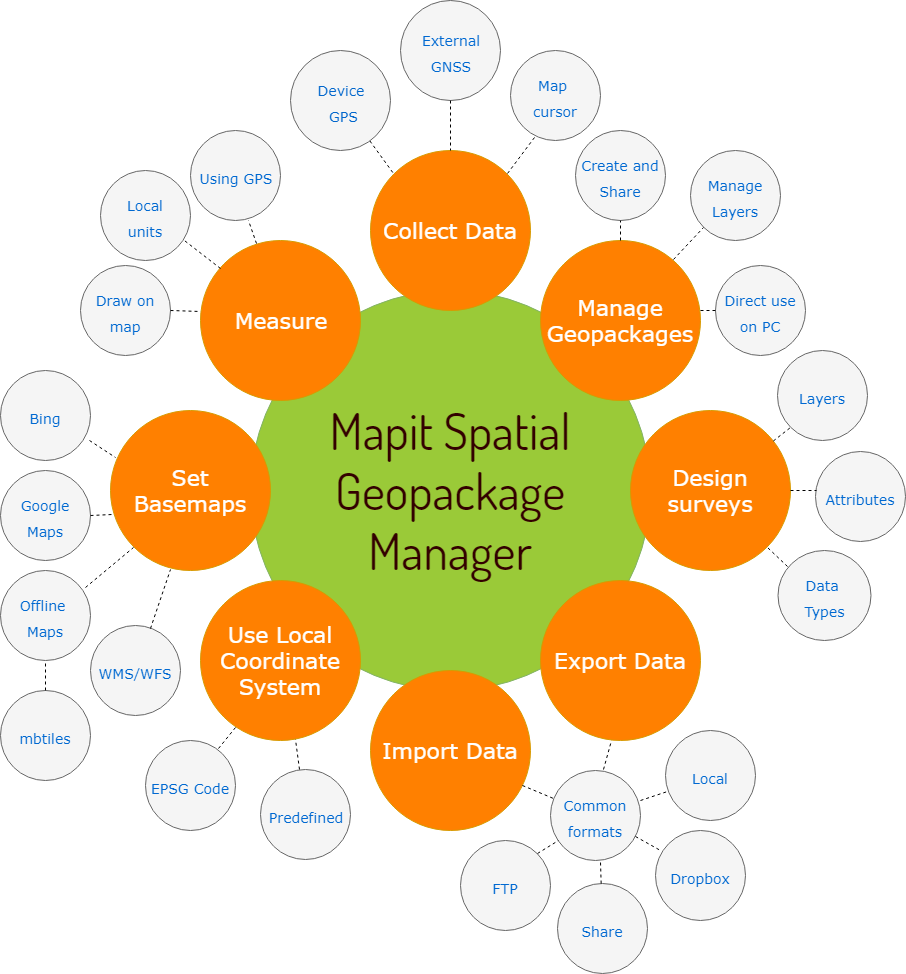 External
GNSS
Device
GPS
Map
cursor
Collect Data
Create and
Share
Manage
Layers
Direct use
on PC
Manage
Geopackages
Using GPS
Local
units
Draw on
map
Measure
Mapit Spatial
Geopackage
Manager
Layers
Attributes
Data
Types
Design
surveys
Bing
Google
Maps
Offline
Maps
mbtiles
WMS/WFS
Set
Basemaps
Use Local
Coordinate
System
EPSG Code
Predefined
Export Data
Import Data
Common
formats
Local
Dropbox
Share
FTP